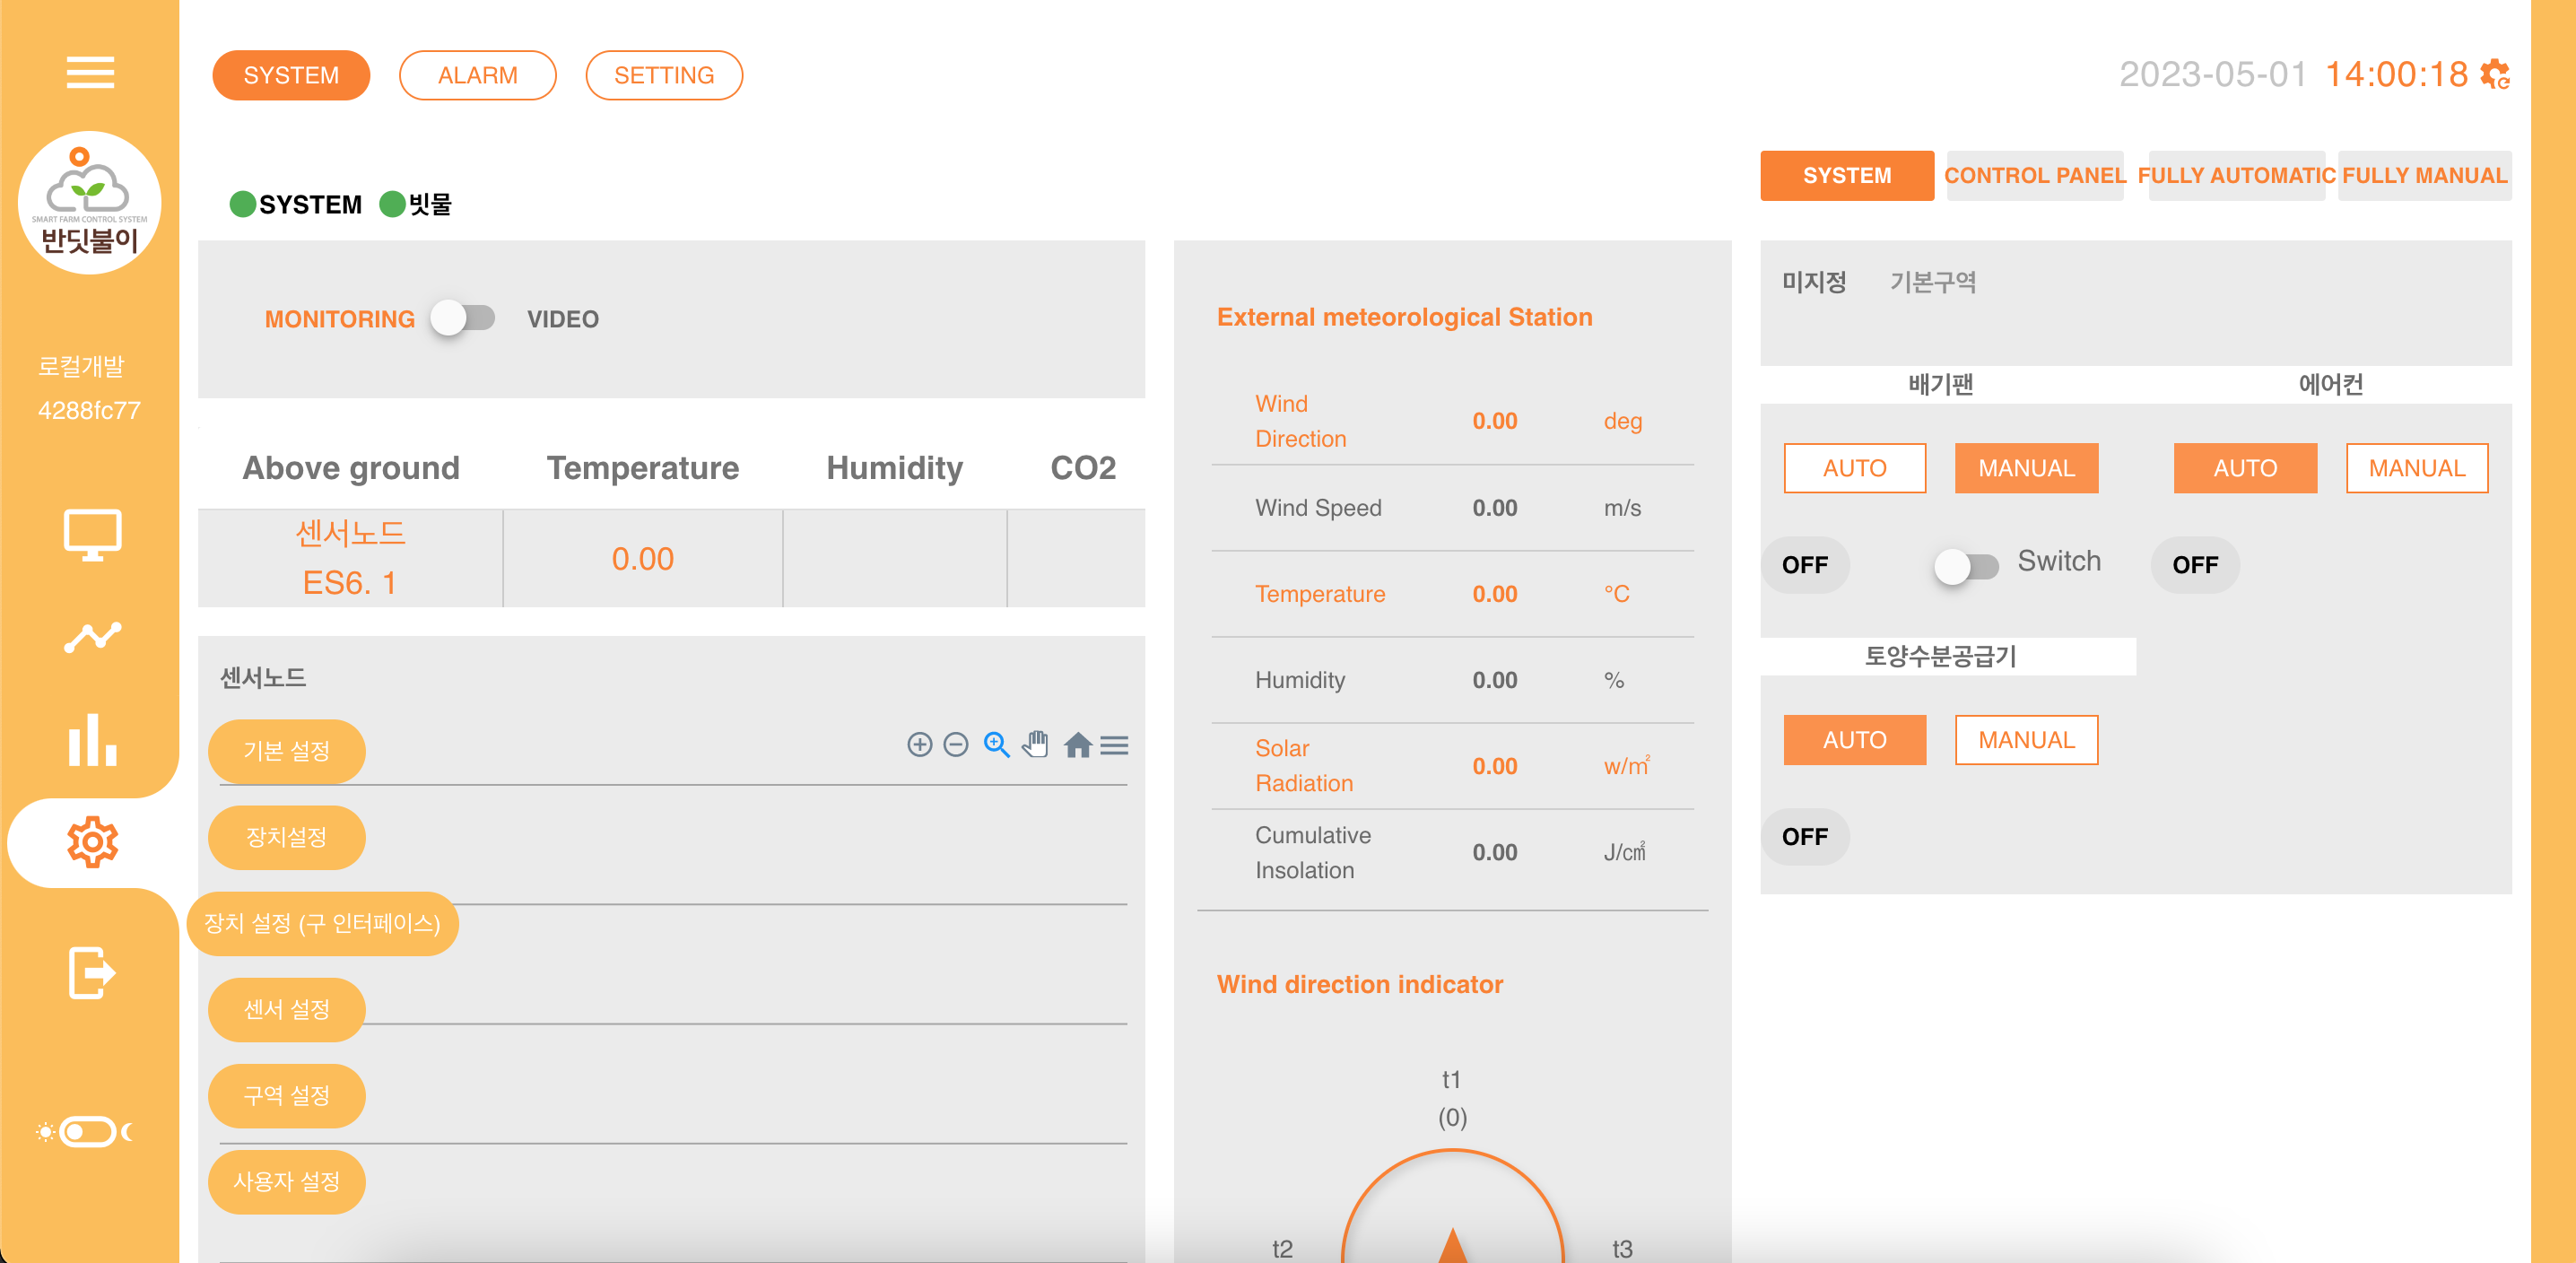 SYSTEM ALARM SETTING
2023-05-01 14:00:18
SMART FARM CONTROL SYSTEM
반딧불이
로컬개발
4288fc77
SYSTEM 빗물
MONITORING VIDEO
Above ground Temperature Humidity CO2
센서노드
ES6. 1
0.00
센서노드
기본 설정
장치설정
장치 설정 (구 인터페이스)
센서 설정
구역 설정
사용자 설정
External meteorological Station
Wind
Direction
0.00 deg
Wind Speed 0.00 m/s
Temperature 0.00 °C
Humidity 0.00 %
Solar
Radiation
0.00 w/㎡
Cumulative
Insolation
0.00 J/㎠
Wind direction indicator
t1
(0)
t2 t3
SYSTEM CONTROL PANEL FULLY AUTOMATIC FULLY MANUAL
미지정 기본구역
배기팬 에어컨
AUTO MANUAL AUTO MANUAL
OFF Switch OFF
토양수분공급기
AUTO MANUAL
OFF